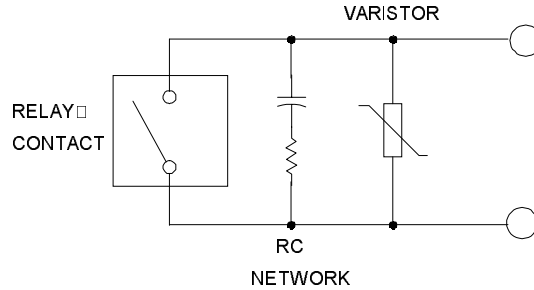 VARISTOR
RELAY□
CONTACT
RC
NETWORK